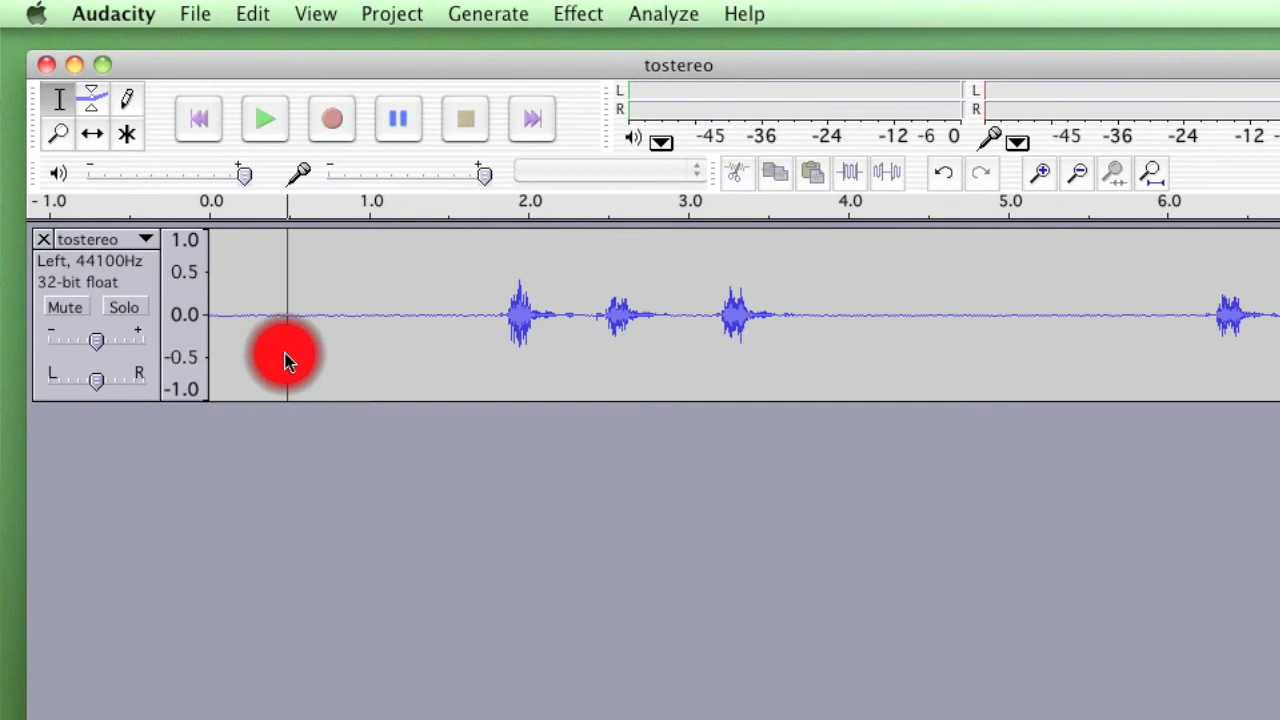 Audacity File Edit View Project Generate Effect Analyze Help
tostereo
L
R
-45 -36 -24 -12 -6 0
L
R
-45 -36 -24 -12
- + - +
- 1.0 0.0 1.0 2.0 3.0 4.0 5.0 6.0
X tostereo
Left, 44100Hz
32-bit float
Mute Solo
- +
L R
1.0
0.5
0.0
-0.5
-1.0